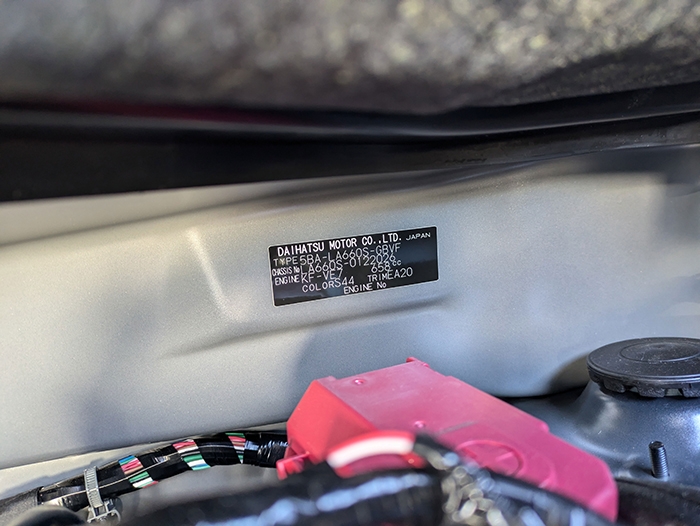 DAIHATSU MOTOR CO.,LTD. JAPAN
TYPE 5BA-LA660S-GBVF
CHASSIS No LA660S-0122026
ENGINE KF-VE7 658cc
COLOR S44 TRIM EA20
ENGINE No